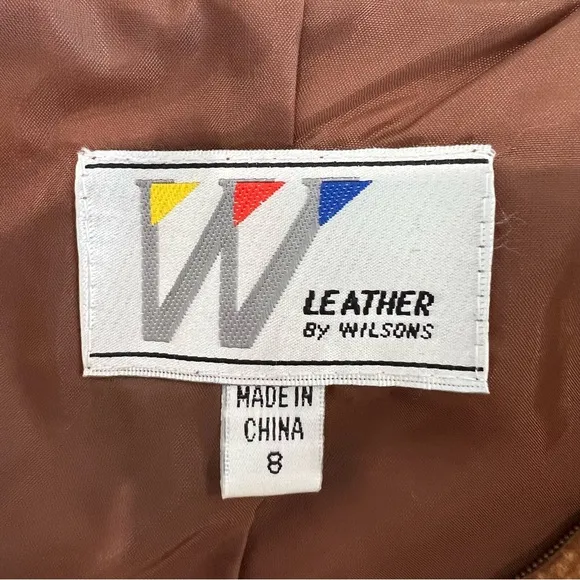 W
LEATHER
By WILSONS
MADE IN
CHINA
8